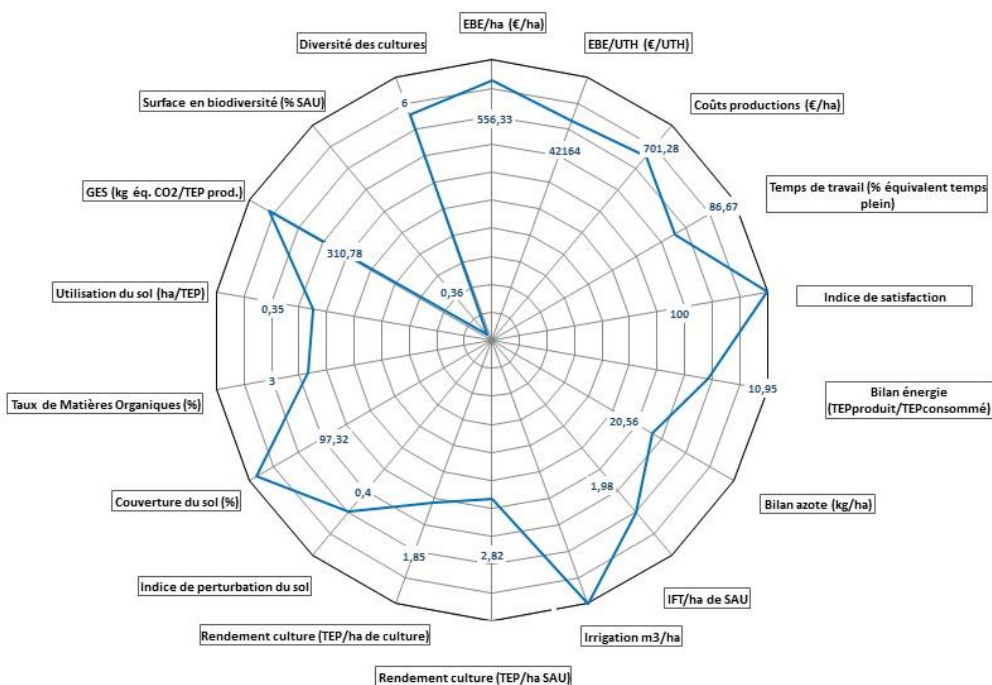 EBE/ha (€/ha)
EBE/UTH (€/UTH)
Coûts productions (€/ha)
Temps de travail (% équivalent temps
plein)
Indice de satisfaction
Bilan énergie
(TEPproduit/TEPconsommé)
Bilan azote (kg/ha)
IFT/ha de SAU
Irrigation m3/ha
Rendement culture (TEP/ha SAU)
Rendement culture (TEP/ha de culture)
Indice de perturbation du sol
Couverture du sol (%)
Taux de Matières Organiques (%)
Utilisation du sol (ha/TEP)
GES (kg éq. CO2/TEP prod.)
Surface en biodiversité (% SAU)
Diversité des cultures
556,33
42164
701,28
86,67
100
10,95
20,56
1,98
2,82
1,85
0,4
97,32
3
0,35
310,78
0,36
6